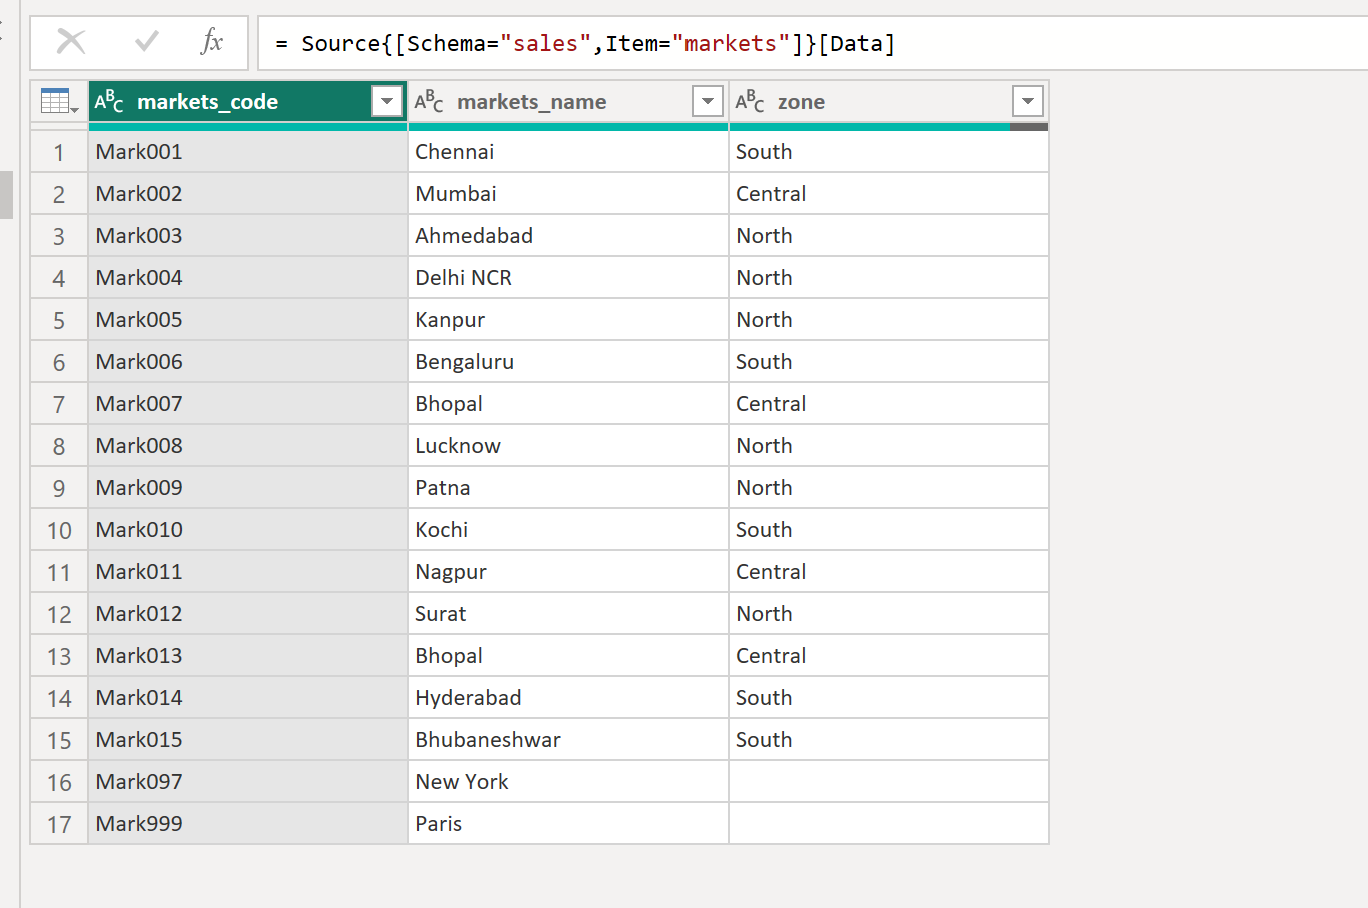 fx = Source{[Schema="sales",Item="markets"]}[Data]
ABC markets_code ABC markets_name ABC zone
1 Mark001 Chennai South
2 Mark002 Mumbai Central
3 Mark003 Ahmedabad North
4 Mark004 Delhi NCR North
5 Mark005 Kanpur North
6 Mark006 Bengaluru South
7 Mark007 Bhopal Central
8 Mark008 Lucknow North
9 Mark009 Patna North
10 Mark010 Kochi South
11 Mark011 Nagpur Central
12 Mark012 Surat North
13 Mark013 Bhopal Central
14 Mark014 Hyderabad South
15 Mark015 Bhubaneshwar South
16 Mark097 New York
17 Mark999 Paris